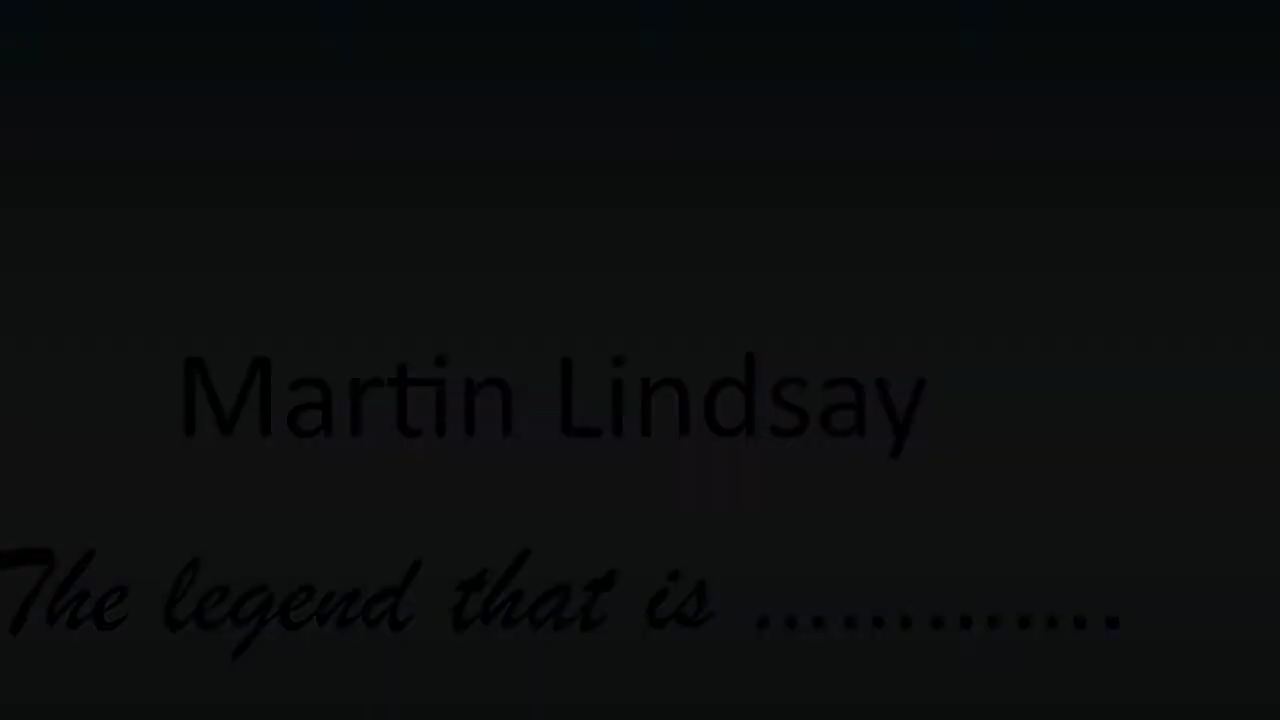 Martin Lindsay
The legend that is .............